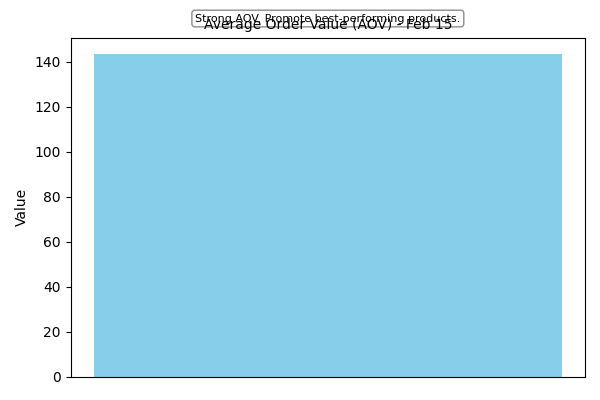 Strong AOV. Promote best-performing products.
Average Order Value (AOV) - Feb 15
140
120
100
80
60
40
20
0
Value